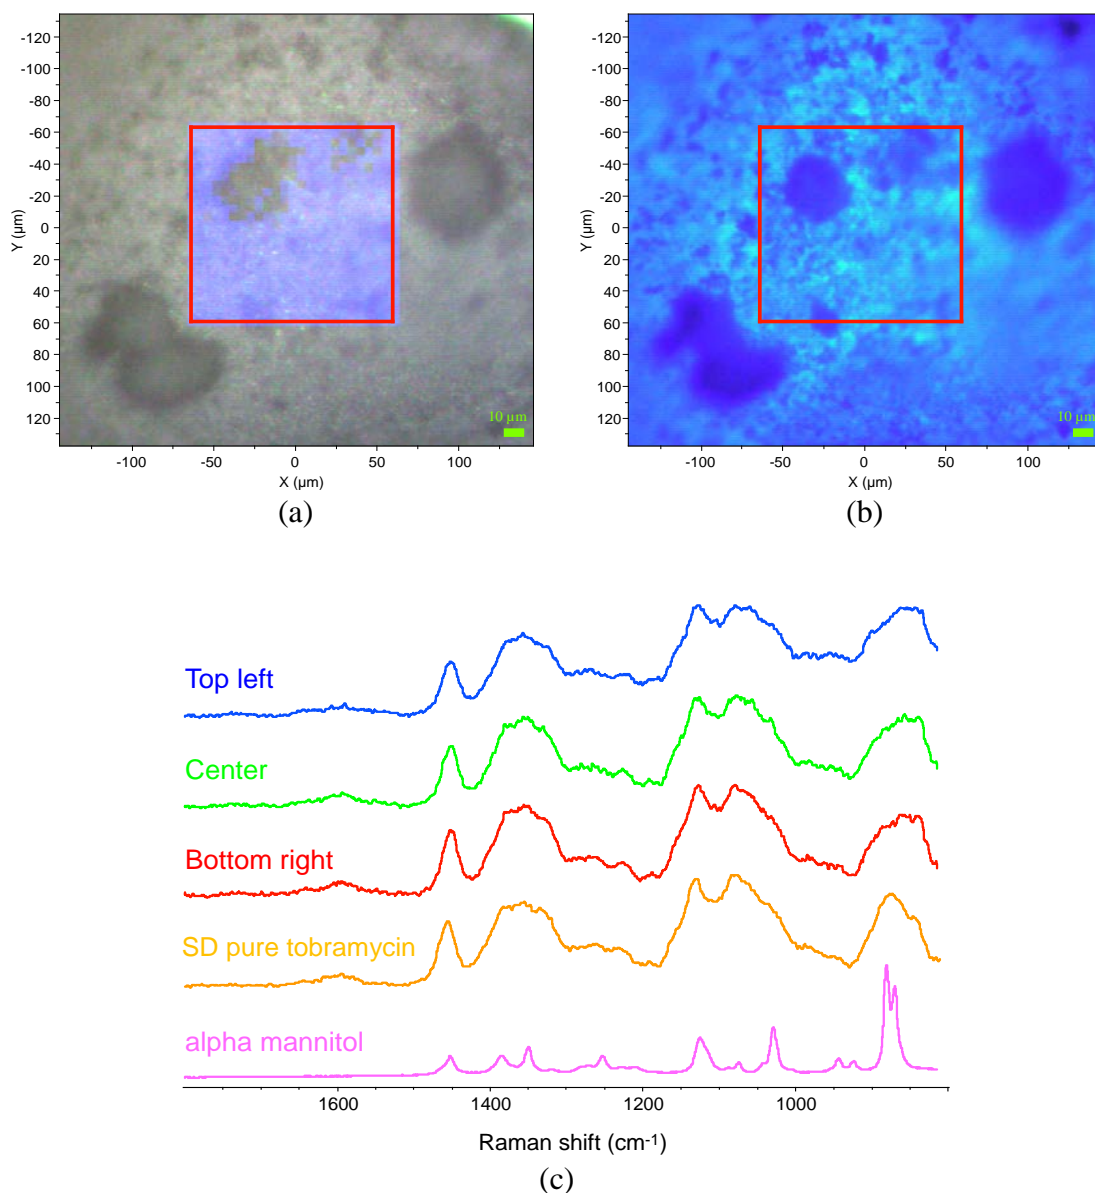 -120
-100
-80
-60
-40
-20
0
20
40
60
80
100
120
Y (µm)
-100
-50
0
50
100
X (µm)
10 µm
(a)
-120
-100
-80
-60
-40
-20
0
20
40
60
80
100
120
Y (µm)
-100
-50
0
50
100
X (µm)
10 µm
(b)
Top left
Center
Bottom right
SD pure tobramycin
alpha mannitol
1600
1400
1200
1000
Raman shift (cm-1)
(c)